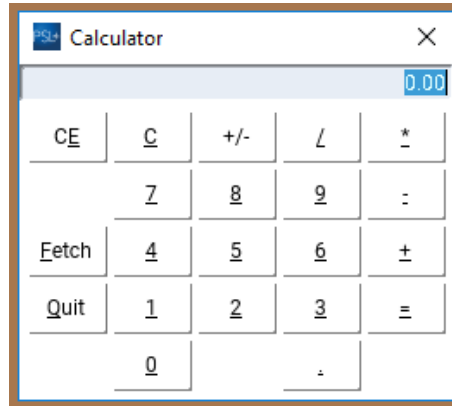 PSL+ Calculator
0.00
CE C +/- / *
7 8 9 -
Fetch 4 5 6 +
Quit 1 2 3 =
0 .